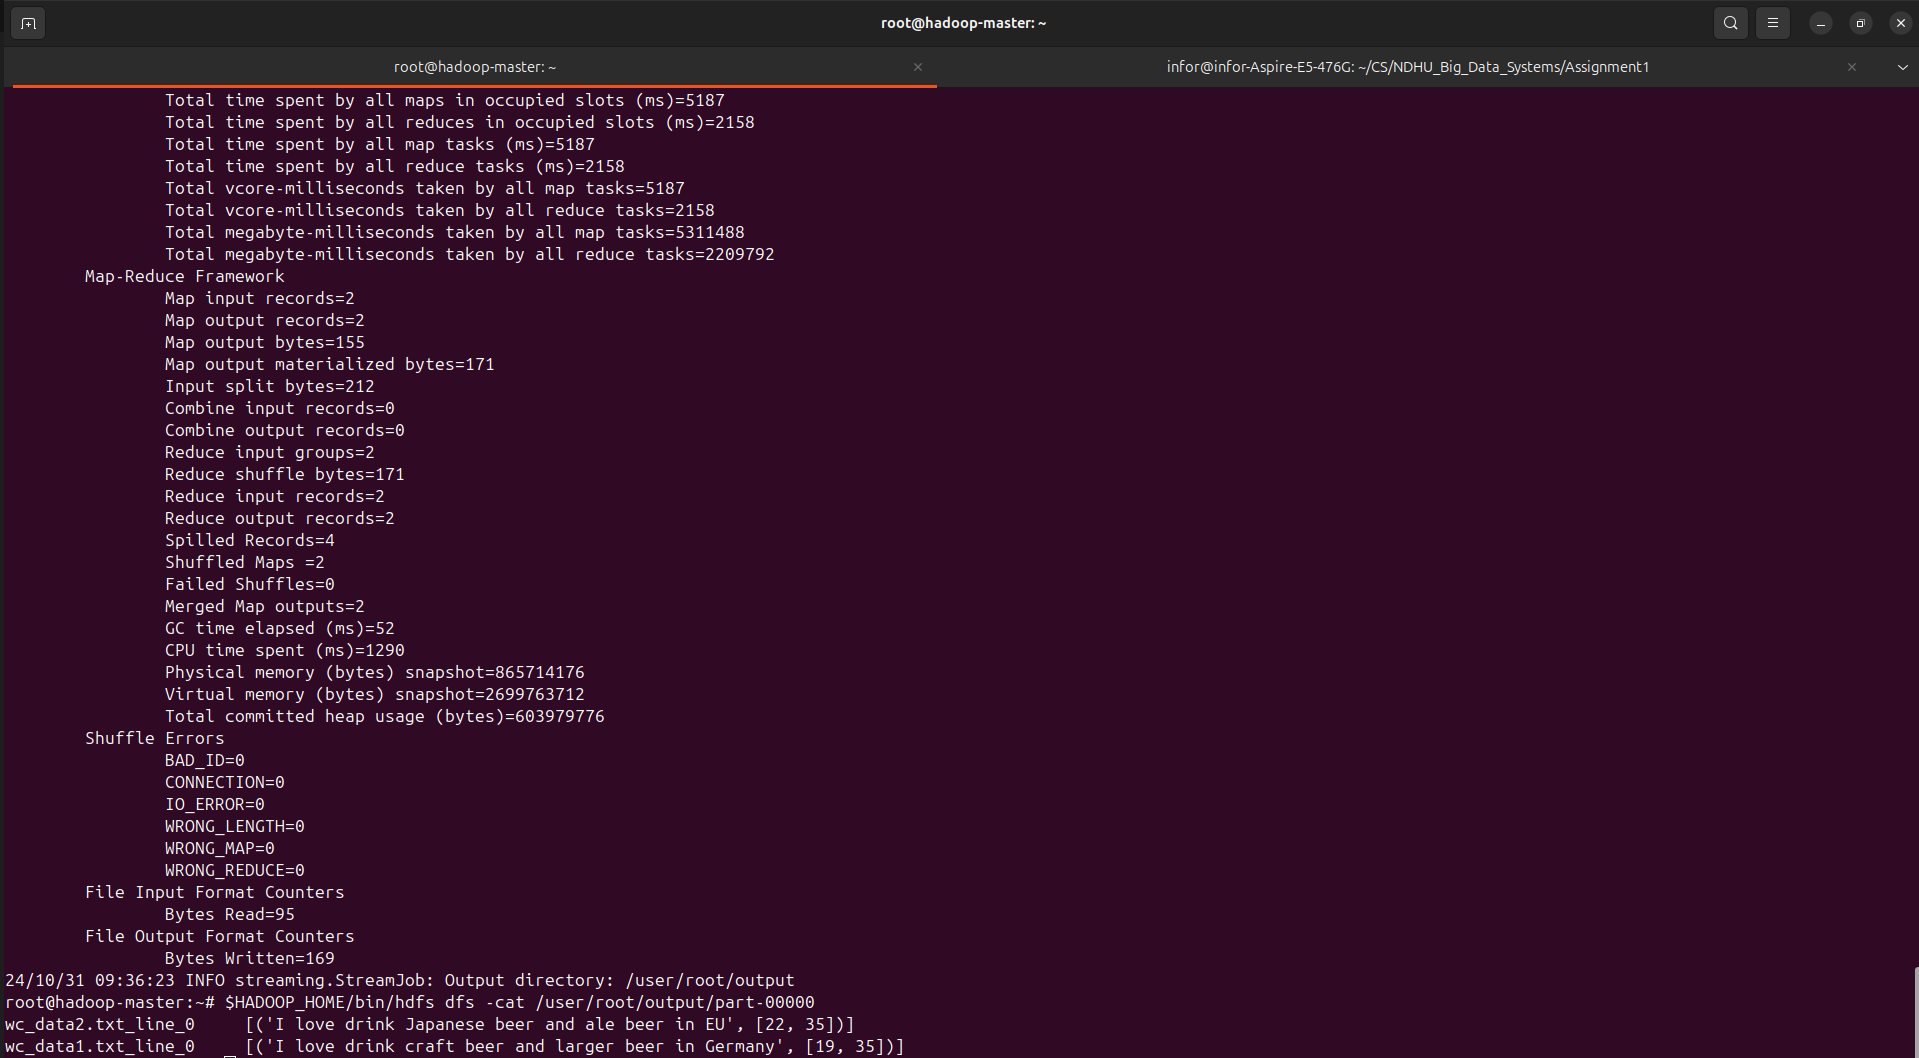 root@hadoop-master: ~
root@hadoop-master: ~
infor@infor-Aspire-E5-476G: ~/CS/NDHU_Big_Data_Systems/Assignment1
Total time spent by all maps in occupied slots (ms)=5187
Total time spent by all reduces in occupied slots (ms)=2158
Total time spent by all map tasks (ms)=5187
Total time spent by all reduce tasks (ms)=2158
Total vcore-milliseconds taken by all map tasks=5187
Total vcore-milliseconds taken by all reduce tasks=2158
Total megabyte-milliseconds taken by all map tasks=5311488
Total megabyte-milliseconds taken by all reduce tasks=2209792
Map-Reduce Framework
Map input records=2
Map output records=2
Map output bytes=155
Map output materialized bytes=171
Input split bytes=212
Combine input records=0
Combine output records=0
Reduce input groups=2
Reduce shuffle bytes=171
Reduce input records=2
Reduce output records=2
Spilled Records=4
Shuffled Maps =2
Failed Shuffles=0
Merged Map outputs=2
GC time elapsed (ms)=52
CPU time spent (ms)=1290
Physical memory (bytes) snapshot=865714176
Virtual memory (bytes) snapshot=2699763712
Total committed heap usage (bytes)=603979776
Shuffle Errors
BAD_ID=0
CONNECTION=0
IO_ERROR=0
WRONG_LENGTH=0
WRONG_MAP=0
WRONG_REDUCE=0
File Input Format Counters
Bytes Read=95
File Output Format Counters
Bytes Written=169
24/10/31 09:36:23 INFO streaming.StreamJob: Output directory: /user/root/output
root@hadoop-master:~# $HADOOP_HOME/bin/hdfs dfs -cat /user/root/output/part-00000
wc_data2.txt_line_0     [('I love drink Japanese beer and ale beer in EU', [22, 35])]
wc_data1.txt_line_0     [('I love drink craft beer and larger beer in Germany', [19, 35])]